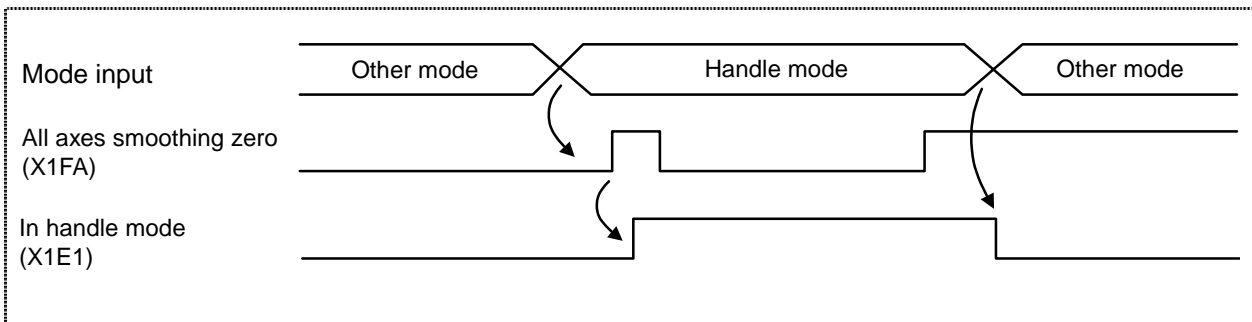 Mode input
Other mode
Handle mode
Other mode
All axes smoothing zero
(X1FA)
In handle mode
(X1E1)